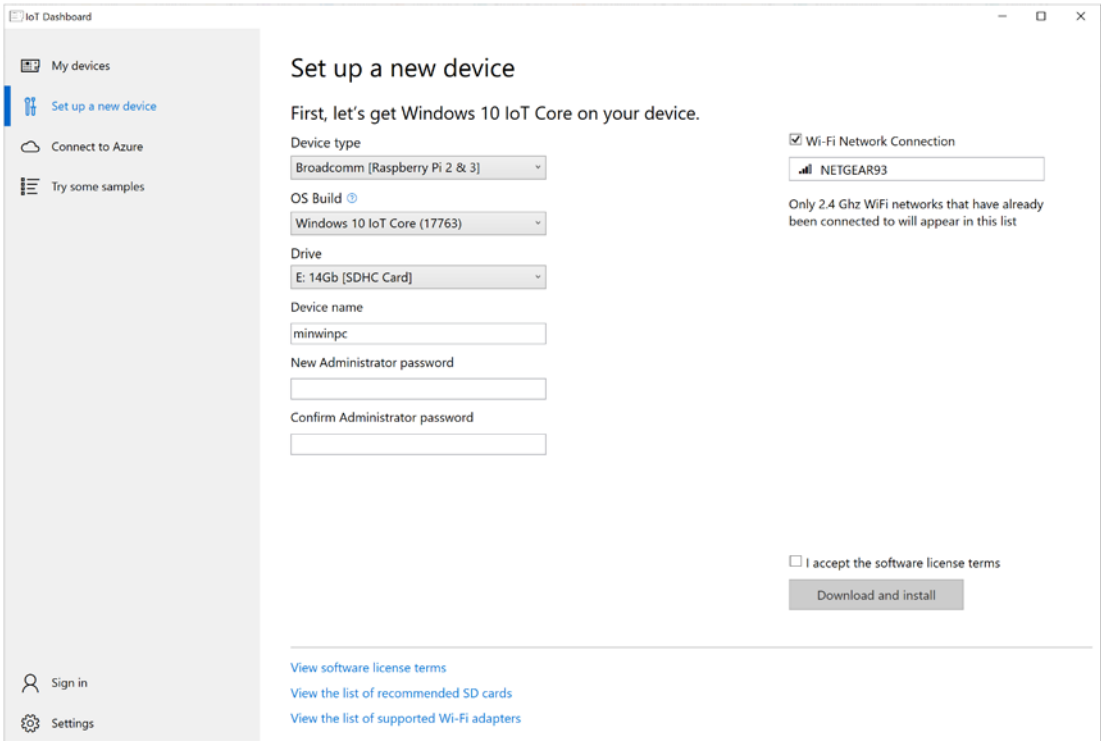 IoT Dashboard
My devices
Set up a new device
Connect to Azure
Try some samples
Sign in
Settings
Set up a new device
First, let's get Windows 10 IoT Core on your device.
Device type
Broadcomm [Raspberry Pi 2 & 3]
OS Build ?
Windows 10 IoT Core (17763)
Drive
E: 14Gb [SDHC Card]
Device name
minwinpc
New Administrator password
Confirm Administrator password
Wi-Fi Network Connection
NETGEAR93
Only 2.4 Ghz WiFi networks that have already
been connected to will appear in this list
I accept the software license terms
Download and install
View software license terms
View the list of recommended SD cards
View the list of supported Wi-Fi adapters